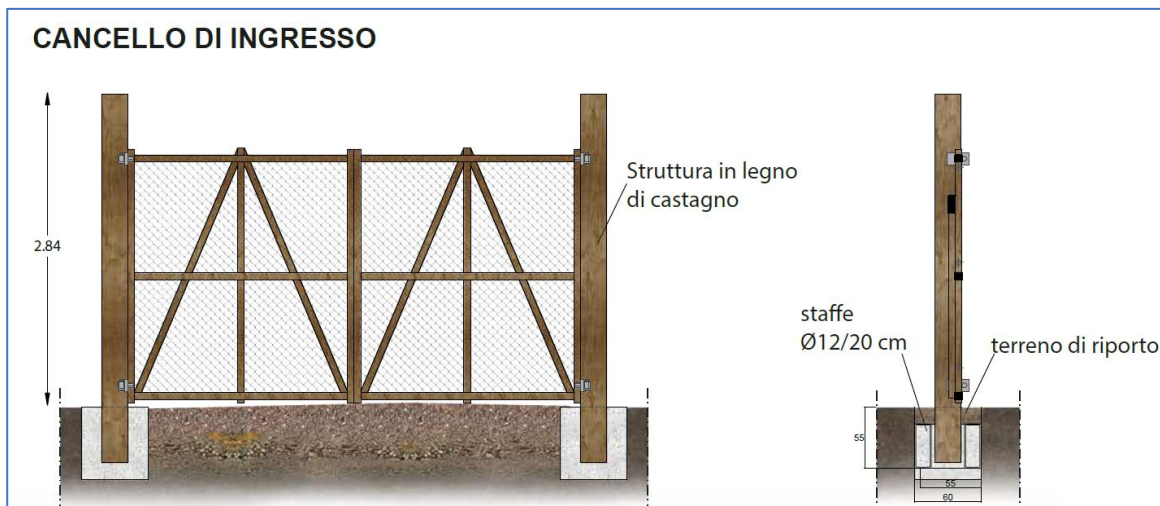 CANCELLO DI INGRESSO
2.84
Struttura in legno
di castagno
staffe
Ø12/20 cm
terreno di riporto
55
55
60